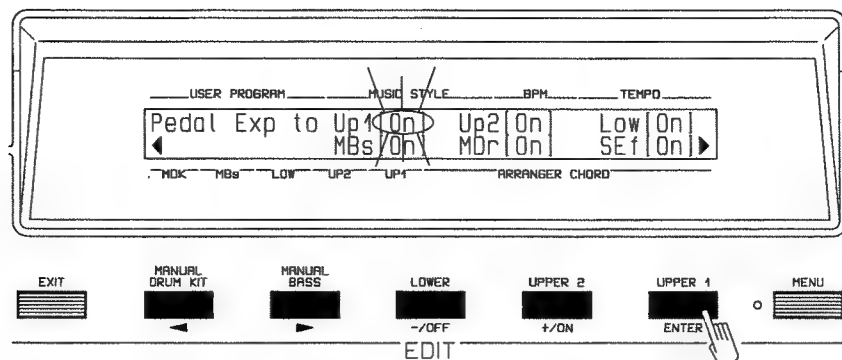 USER PROGRAM MUSIC STYLE BPM TEMPO
Pedal Exp to Up1[On] Up2[On] Low[On]
◀ MBs[On] MDr[On] SEf[On]▶
MDK MBs LOW UP2 UP1 ARRANGER CHORD
EXIT MANUAL DRUM KIT MANUAL BASS LOWER UPPER 2 UPPER 1 MENU
◀ ▶ -/OFF +/ON ENTER
EDIT